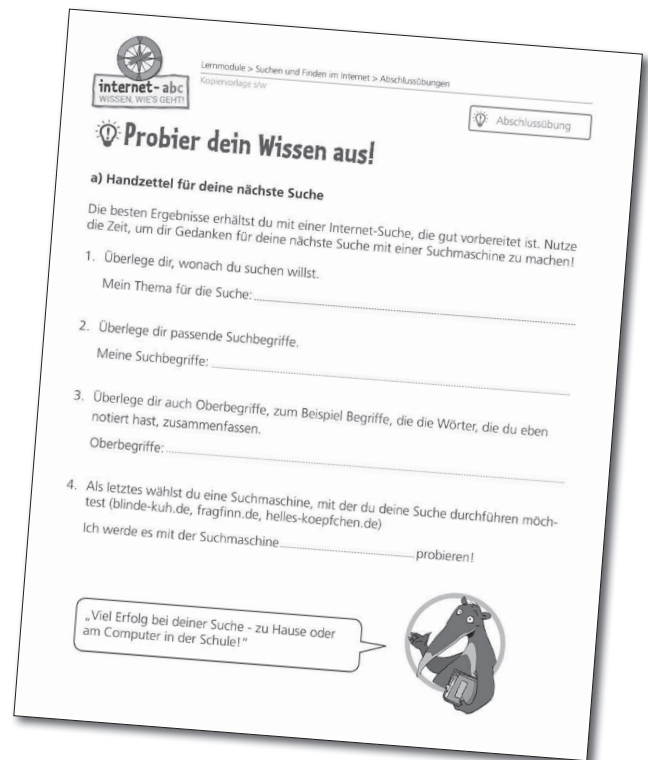 internet-abc
WISSEN, WIE'S GEHT!
Lernmodule > Suchen und Finden im Internet > Abschlussübungen
Kopiervorlage s/w
Abschlussübung
Probier dein Wissen aus!
a) Handzettel für deine nächste Suche
Die besten Ergebnisse erhältst du mit einer Internet-Suche, die gut vorbereitet ist. Nutze
die Zeit, um dir Gedanken für deine nächste Suche mit einer Suchmaschine zu machen!
1. Überlege dir, wonach du suchen willst.
Mein Thema für die Suche:
2. Überlege dir passende Suchbegriffe.
Meine Suchbegriffe:
3. Überlege dir auch Oberbegriffe, zum Beispiel Begriffe, die die Wörter, die du eben
notiert hast, zusammenfassen.
Oberbegriffe:
4. Als letztes wählst du eine Suchmaschine, mit der du deine Suche durchführen möch-
test (blinde-kuh.de, fragfinn.de, helles-koepfchen.de)
Ich werde es mit der Suchmaschine probieren!
„Viel Erfolg bei deiner Suche - zu Hause oder
am Computer in der Schule!"